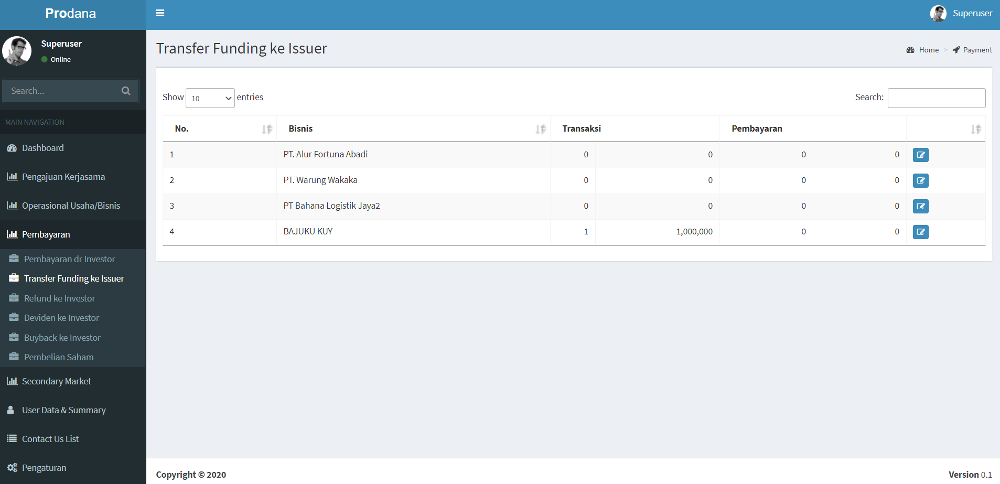 Prodana
Superuser
Superuser
Online
Search...
MAIN NAVIGATION
Dashboard
Pengajuan Kerjasama
Operasional Usaha/Bisnis
Pembayaran
Pembayaran dr Investor
Transfer Funding ke Issuer
Refund ke Investor
Deviden ke Investor
Buyback ke Investor
Pembelian Saham
Secondary Market
User Data & Summary
Contact Us List
Pengaturan
Transfer Funding ke Issuer
Home > Payment
Show 10 entries
Search:
No. Bisnis Transaksi Pembayaran
1 PT. Alur Fortuna Abadi 0 0 0 0
2 PT. Warung Wakaka 0 0 0 0
3 PT Bahana Logistik Jaya2 0 0 0 0
4 BAJUKU KUY 1 1,000,000 0 0
Copyright © 2020
Version 0.1